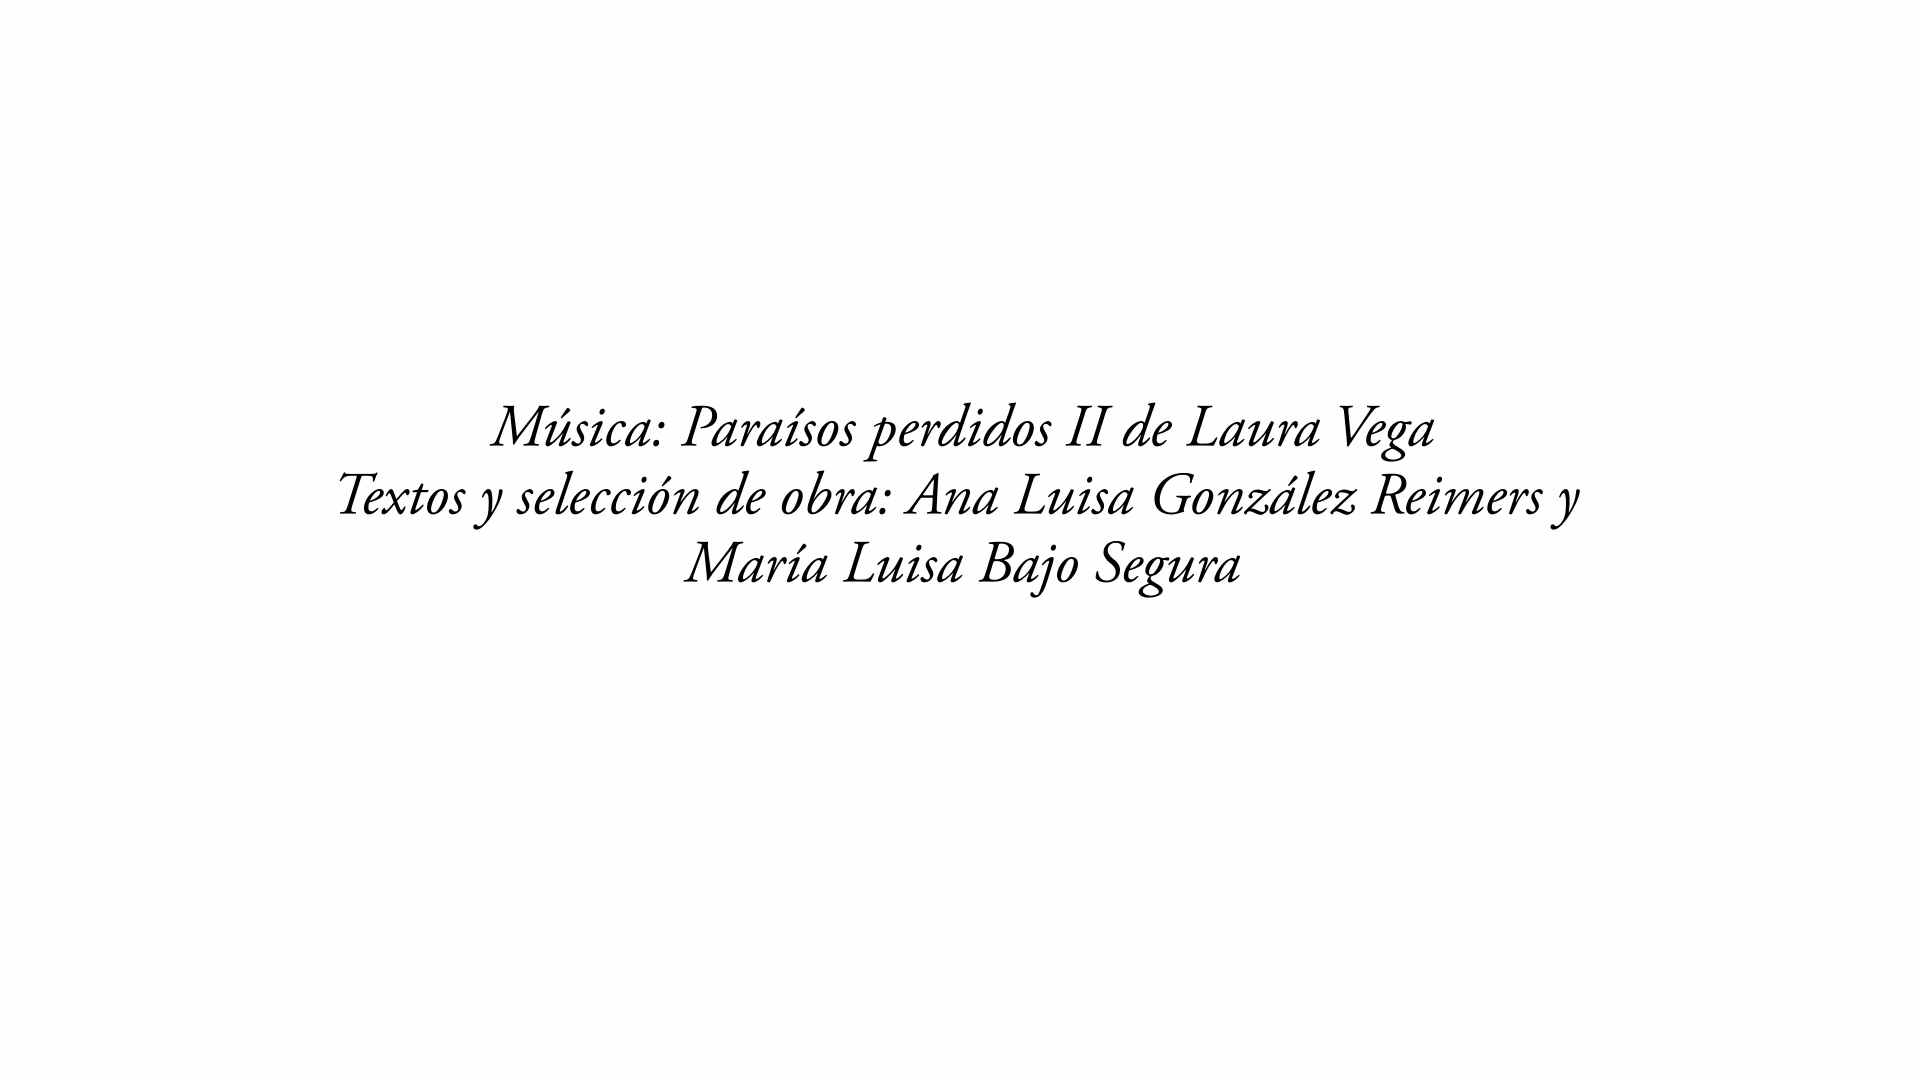 Música: Paraísos perdidos II de Laura Vega
Textos y selección de obra: Ana Luisa González Reimers y
María Luisa Bajo Segura